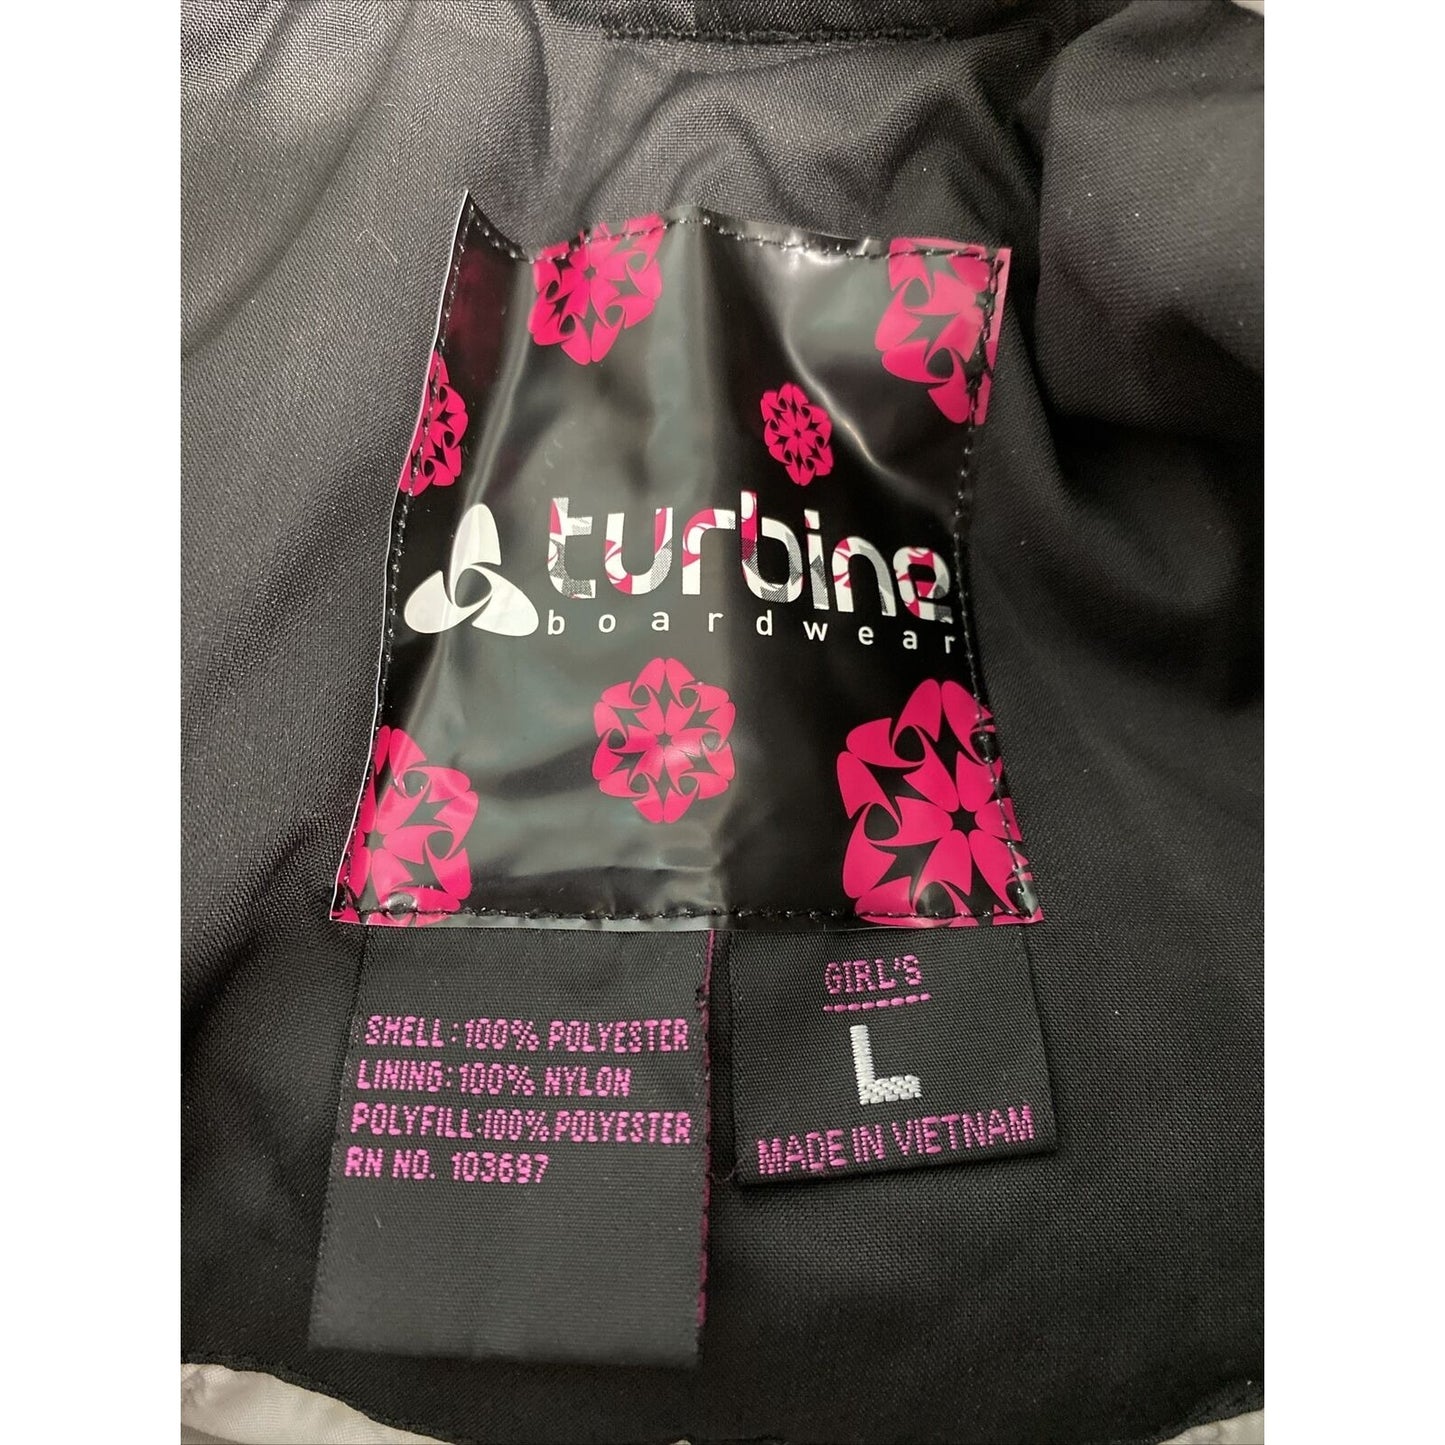 turbine
boardwear
SHELL:100% POLYESTER
LINING:100% NYLON
POLYFILL:100% POLYESTER
RN NO. 103697
GIRL'S
L
MADE IN VIETNAM